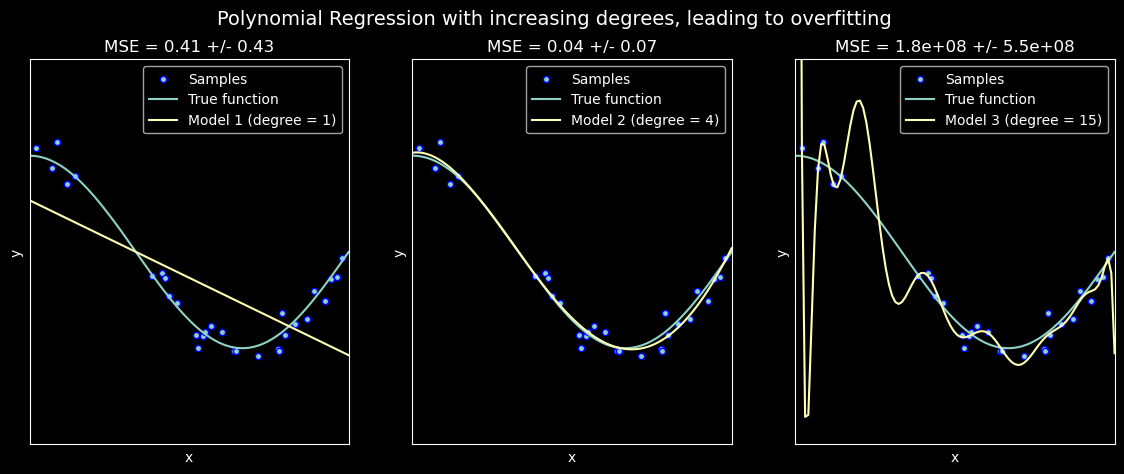 Polynomial Regression with increasing degrees, leading to overfitting
MSE = 0.41 +/- 0.43
Samples
True function
Model 1 (degree = 1)
y
x
MSE = 0.04 +/- 0.07
Samples
True function
Model 2 (degree = 4)
y
x
MSE = 1.8e+08 +/- 5.5e+08
Samples
True function
Model 3 (degree = 15)
y
x